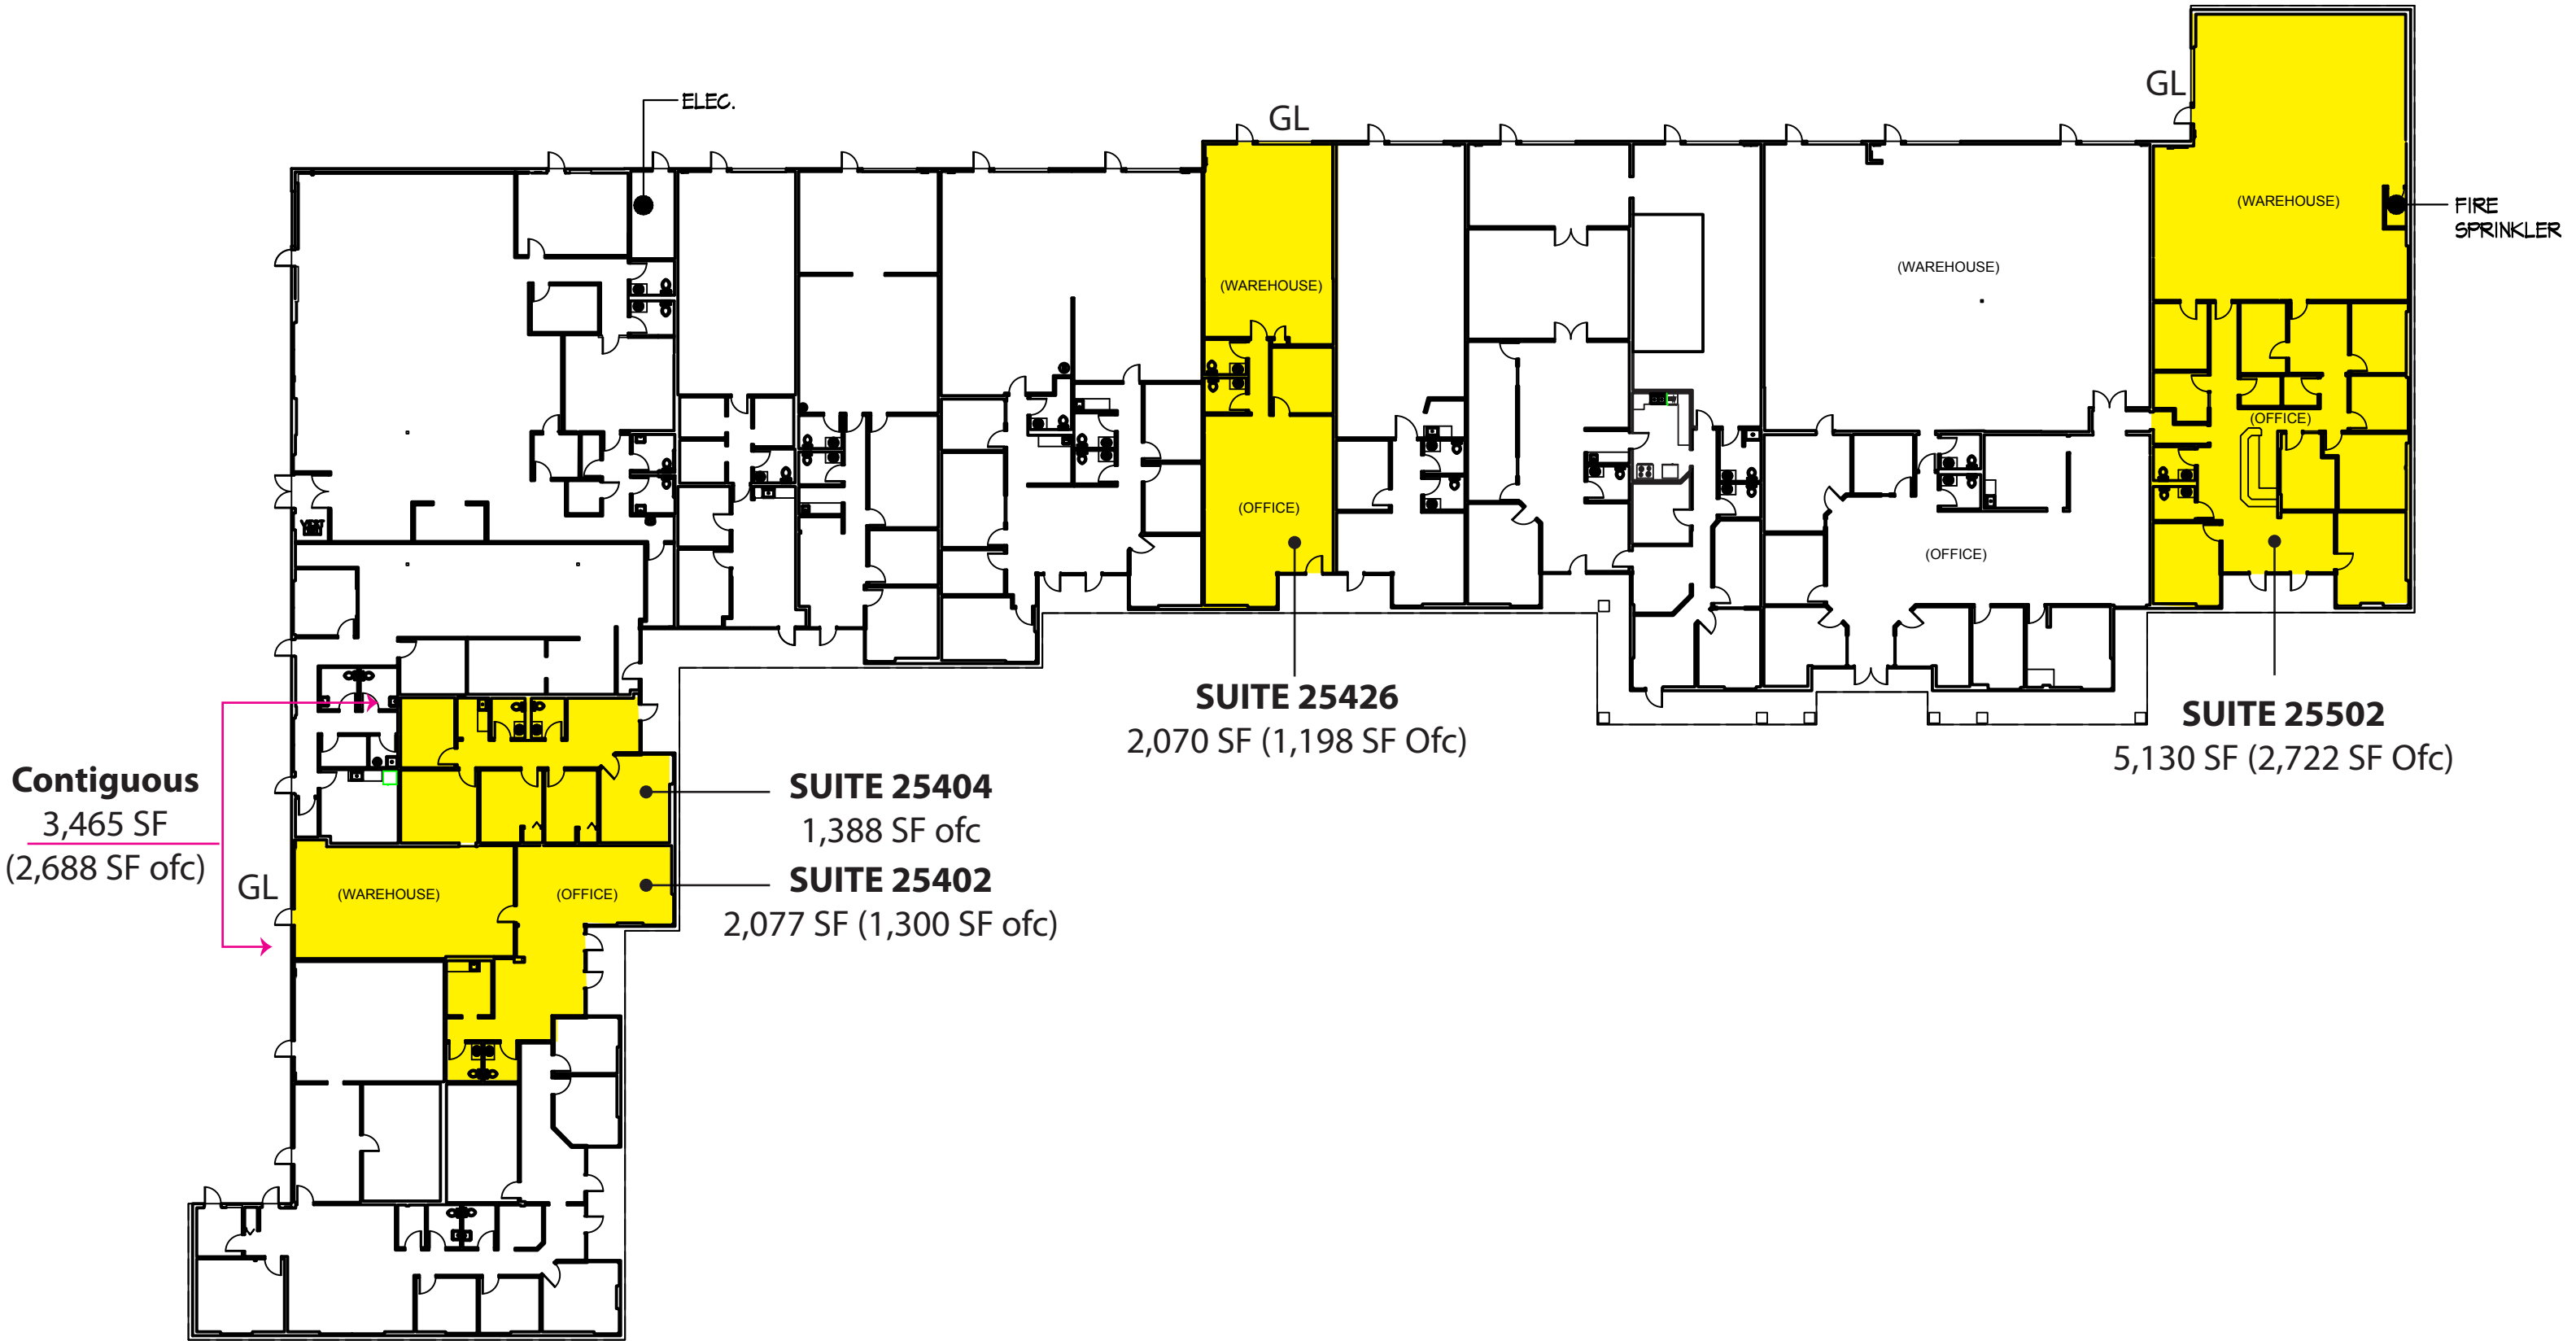 GL
ELEC.
GL
(WAREHOUSE)
FIRE
SPRINKLER
(WAREHOUSE)
(WAREHOUSE)
(OFFICE)
(OFFICE)
(OFFICE)
SUITE 25426
2,070 SF (1,198 SF Ofc)
SUITE 25502
5,130 SF (2,722 SF Ofc)
Contiguous
3,465 SF
(2,688 SF ofc)
SUITE 25404
1,388 SF ofc
SUITE 25402
2,077 SF (1,300 SF ofc)
GL
(WAREHOUSE)
(OFFICE)